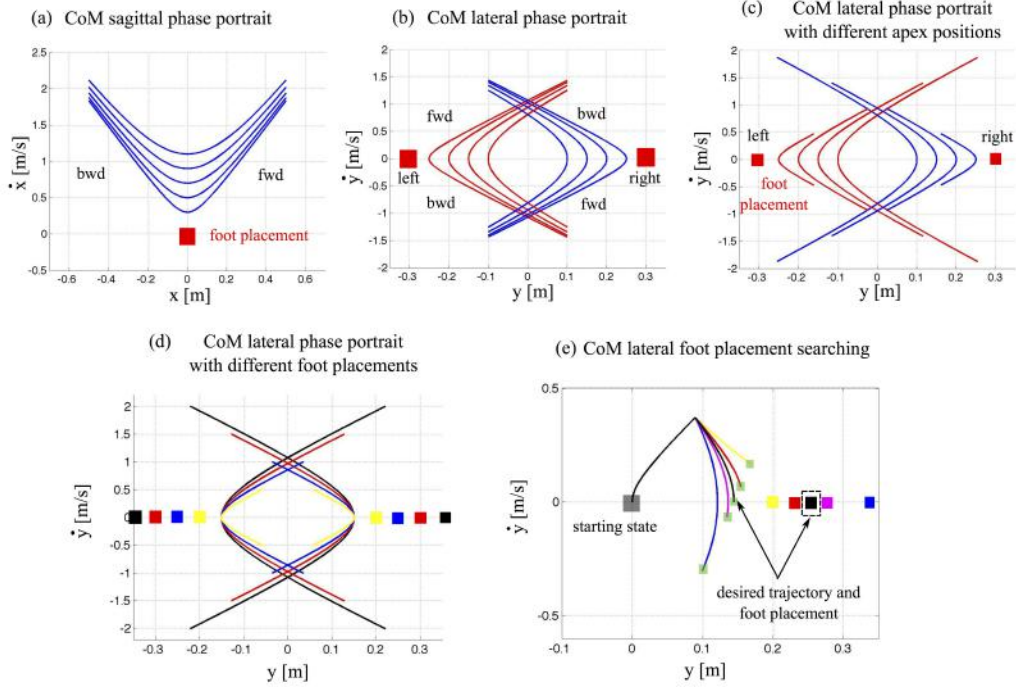 (a) CoM sagittal phase portrait
2.5
2
1.5
1
0.5
0
0.5
ẋ [m/s]
bwd
fwd
foot placement
-0.6 -0.4 -0.2 0 0.2 0.4 0.6
x [m]
(b) CoM lateral phase portrait
2
1.5
1
0.5
0
-0.5
-1
-1.5
-2
ẏ [m/s]
fwd
bwd
left
right
bwd
fwd
-0.3 -0.2 -0.1 0 0.1 0.2 0.3
y [m]
(c) CoM lateral phase portrait
with different apex positions
2
1.5
1
0.5
0
-0.5
-1
-1.5
-2
ẏ [m/s]
left
right
foot
placement
-0.3 -0.2 -0.1 0 0.1 0.2 0.3
y [m]
(d) CoM lateral phase portrait
with different foot placements
2
1.5
1
0.5
0
-0.5
-1
-1.5
-2
ẏ [m/s]
-0.3 -0.2 -0.1 0 0.1 0.2 0.3
y [m]
(e) CoM lateral foot placement searching
0.5
0
-0.5
ẏ [m/s]
starting state
desired trajectory and
foot placement
-0.1 0 0.1 0.2 0.3
y [m]